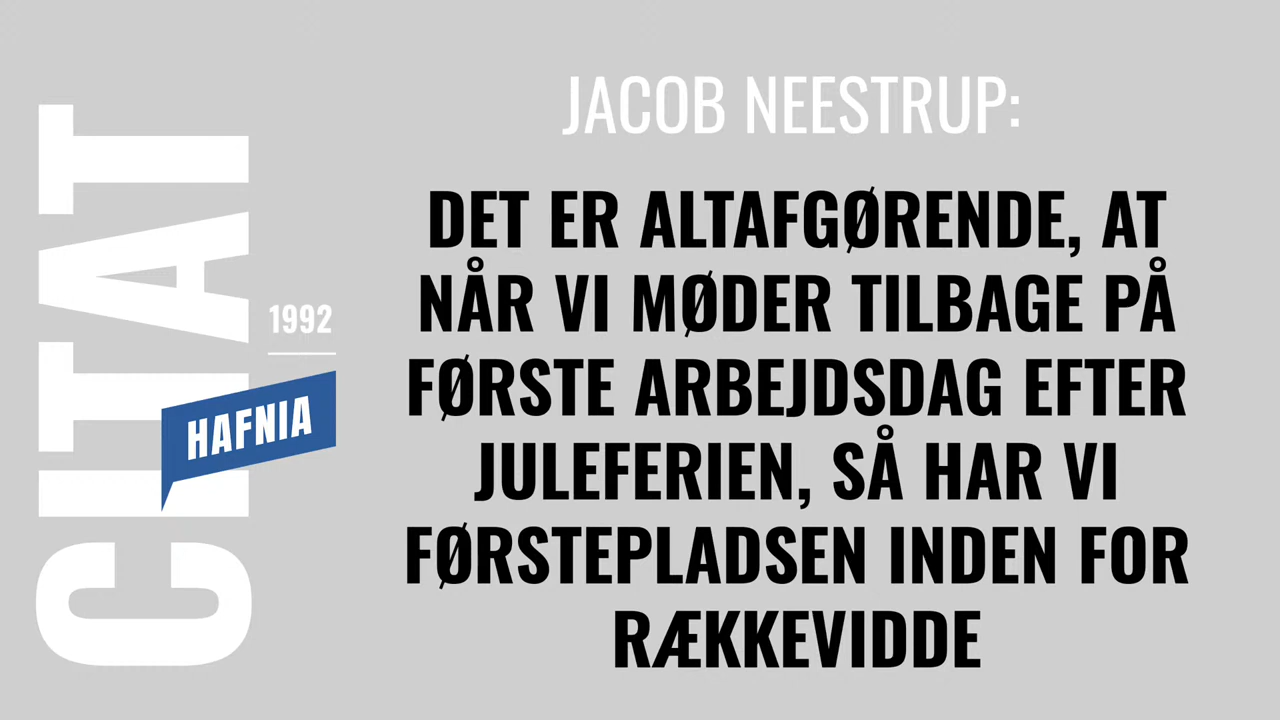 CITAT
1992
HAFNIA
JACOB NEESTRUP:
DET ER ALTAFGØRENDE, AT
NÅR VI MØDER TILBAGE PÅ
FØRSTE ARBEJDSDAG EFTER
JULEFERIEN, SÅ HAR VI
FØRSTEPLADSEN INDEN FOR
RÆKKEVIDDE